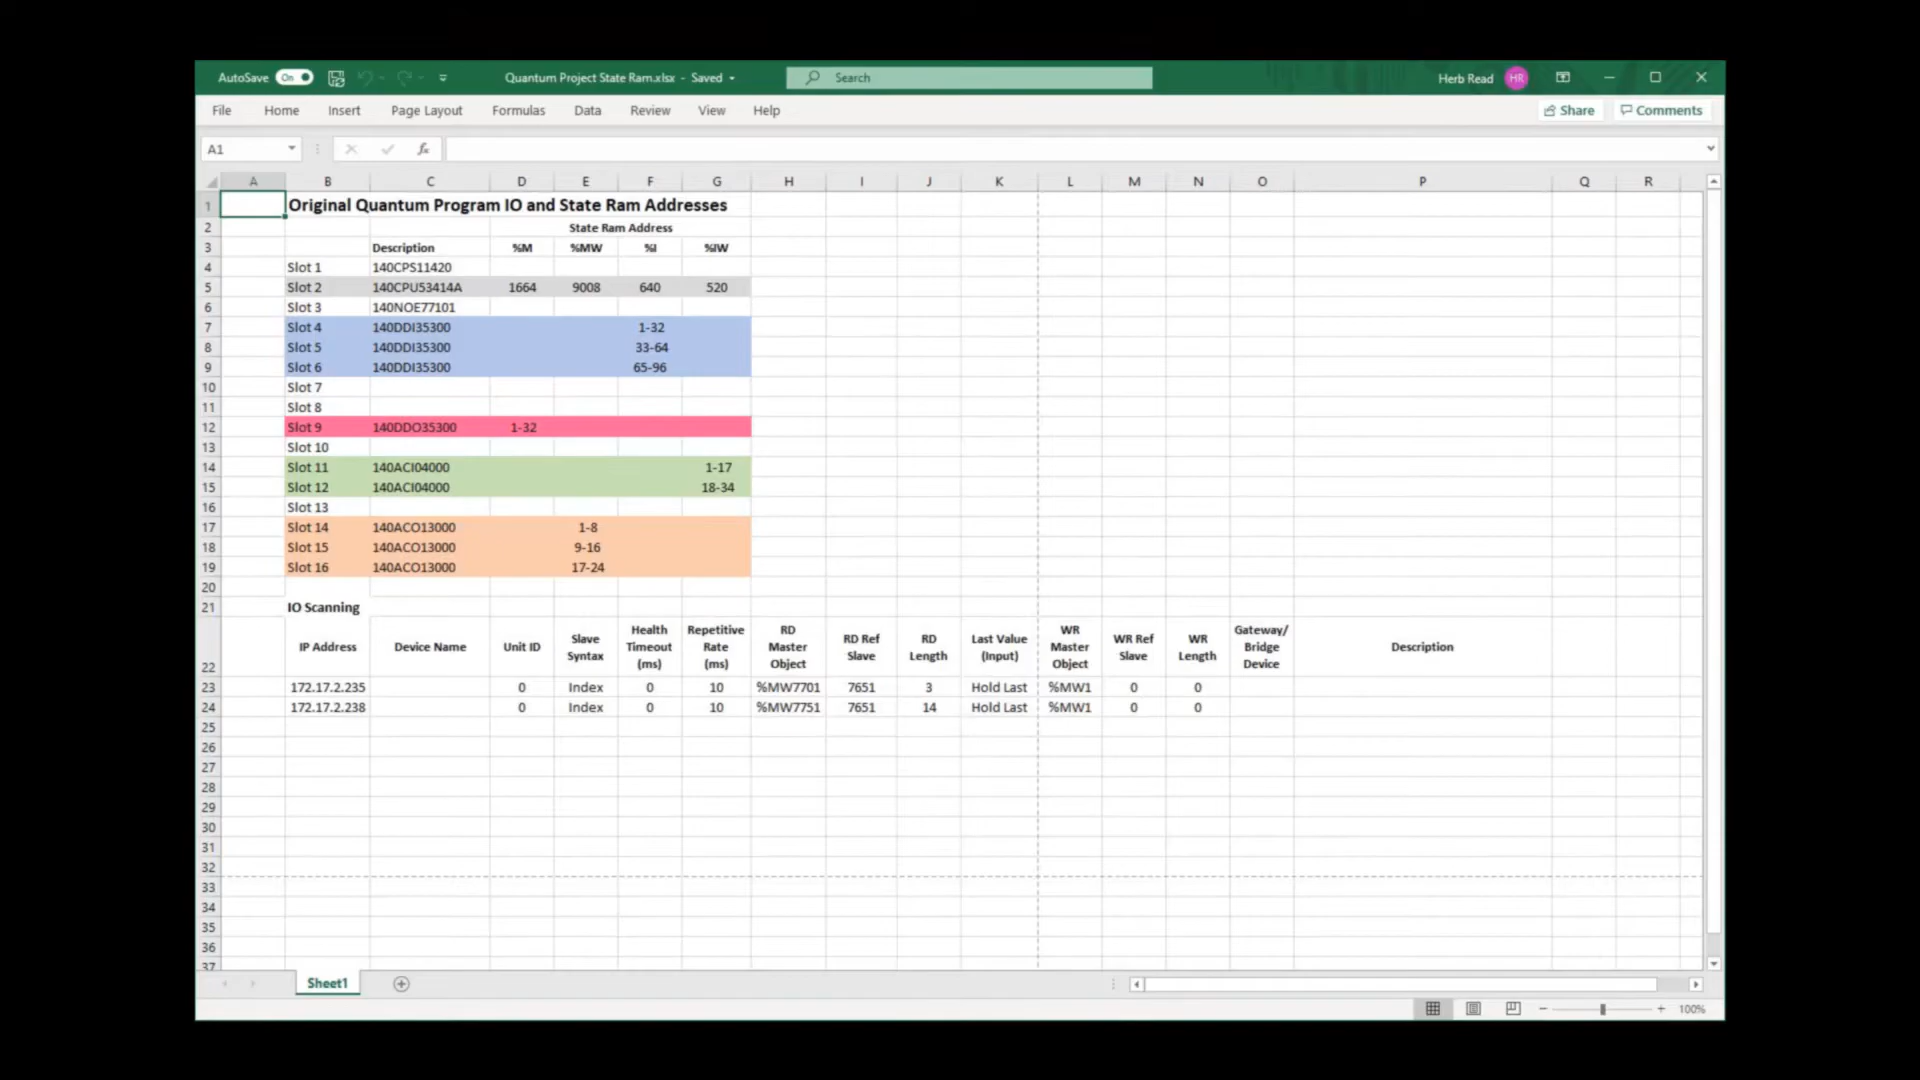 AutoSave On Quantum Project State Ram.xlsx - Saved Search Herb Read HR
File Home Insert Page Layout Formulas Data Review View Help Share Comments
A1 fx
A B C D E F G H I J K L M N O P Q R
1 Original Quantum Program IO and State Ram Addresses
2 State Ram Address
3 Description %M %MW %I %IW
4 Slot 1 140CPS11420
5 Slot 2 140CPU53414A 1664 9008 640 520
6 Slot 3 140NOE77101
7 Slot 4 140DDI35300 1-32
8 Slot 5 140DDI35300 33-64
9 Slot 6 140DDI35300 65-96
10 Slot 7
11 Slot 8
12 Slot 9 140DDO35300 1-32
13 Slot 10
14 Slot 11 140ACI04000 1-17
15 Slot 12 140ACI04000 18-34
16 Slot 13
17 Slot 14 140ACO13000 1-8
18 Slot 15 140ACO13000 9-16
19 Slot 16 140ACO13000 17-24
20
21 IO Scanning
Health Repetitive RD WR Gateway/
IP Address Device Name Unit ID Slave Syntax Timeout Rate Master RD Ref Slave RD Length Last Value (Input) Master WR Ref Slave WR Length Bridge Description
22 (ms) (ms) Object Object Device
23 172.17.2.235 0 Index 0 10 %MW7701 7651 3 Hold Last %MW1 0 0
24 172.17.2.238 0 Index 0 10 %MW7751 7651 14 Hold Last %MW1 0 0
25
26
27
28
29
30
31
32
33
34
35
36
37
Sheet1
100%